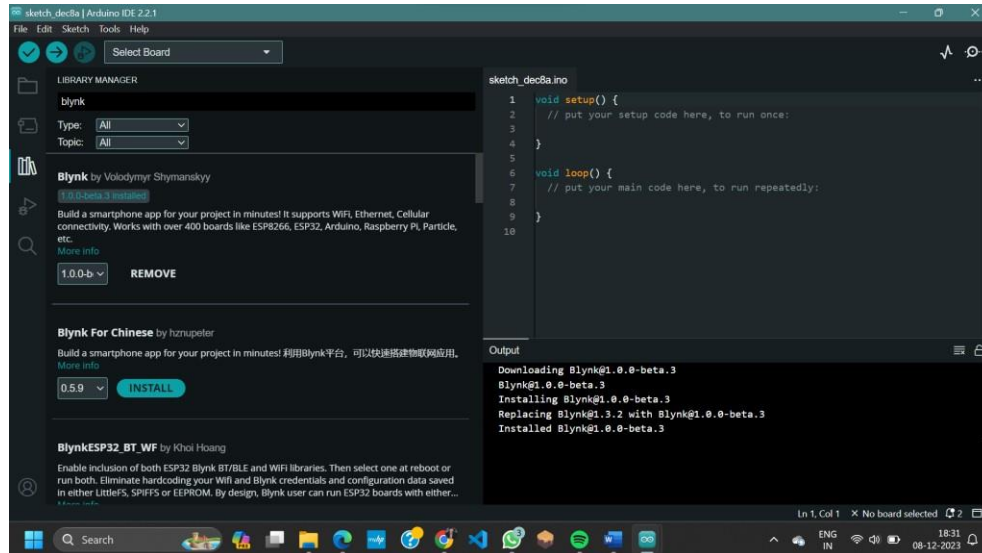 sketch_dec8a | Arduino IDE 2.2.1
File Edit Sketch Tools Help
Select Board
LIBRARY MANAGER
blynk
Type: All
Topic: All
Blynk by Volodymyr Shymanskyy
1.0.0-beta.3 installed
Build a smartphone app for your project in minutes! It supports WiFi, Ethernet, Cellular
connectivity. Works with over 400 boards like ESP8266, ESP32, Arduino, Raspberry Pi, Particle,
etc.
More info
1.0.0-b
REMOVE
Blynk For Chinese by hznupeter
Build a smartphone app for your project in minutes! 利用Blynk平台，可以快速搭建物联网应用。
More info
0.5.9
INSTALL
BlynkESP32_BT_WF by Khoi Hoang
Enable inclusion of both ESP32 Blynk BT/BLE and WiFi libraries. Then select one at reboot or
run both. Eliminate hardcoding your Wifi and Blynk credentials and configuration data saved
in either LittleFS, SPIFFS or EEPROM. By design, Blynk user can run ESP32 boards with either...
More info
sketch_dec8a.ino
1 void setup() {
2 // put your setup code here, to run once:
3
4 }
5
6 void loop() {
7 // put your main code here, to run repeatedly:
8
9 }
10
Output
Downloading Blynk@1.0.0-beta.3
Blynk@1.0.0-beta.3
Installing Blynk@1.0.0-beta.3
Replacing Blynk@1.3.2 with Blynk@1.0.0-beta.3
Installed Blynk@1.0.0-beta.3
Ln 1, Col 1 × No board selected 2
Search
ENG
IN
18:31
08-12-2023